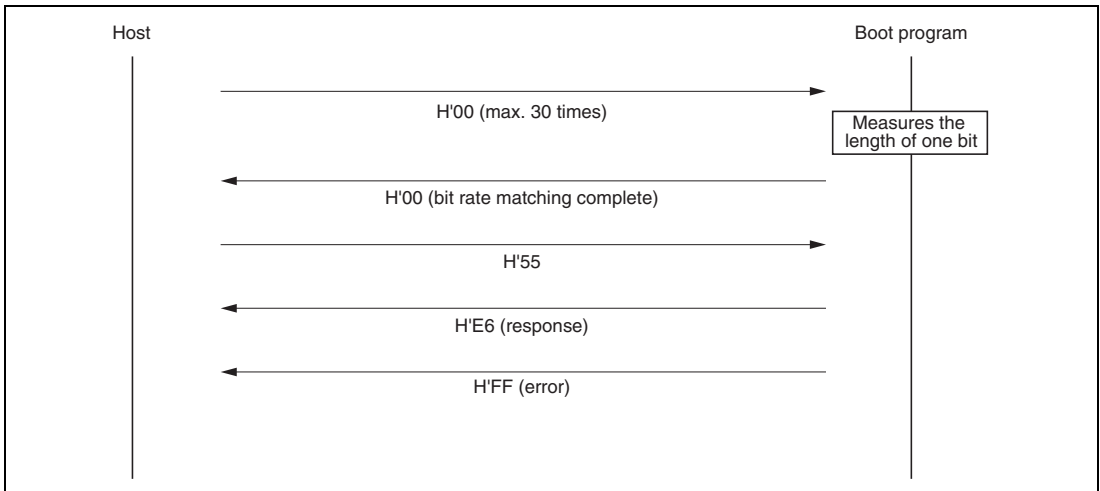 Host
Boot program
H'00 (max. 30 times)
Measures the
length of one bit
H'00 (bit rate matching complete)
H'55
H'E6 (response)
H'FF (error)